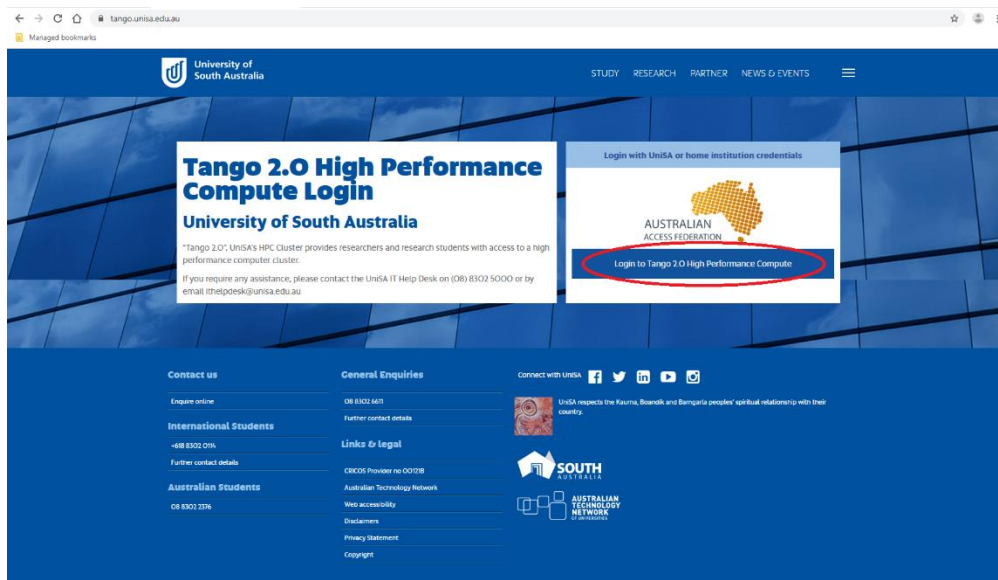 tango.unisa.edu.au
Managed bookmarks
University of
South Australia
STUDY RESEARCH PARTNER NEWS & EVENTS
Tango 2.0 High Performance
Compute Login
University of South Australia
"Tango 2.0", UniSA's HPC Cluster provides researchers and research students with access to a high
performance computer cluster.
If you require any assistance, please contact the UniSA IT Help Desk on (08) 8302 5000 or by
email ithelpdesk@unisa.edu.au
Login with UniSA or home institution credentials
AUSTRALIAN
ACCESS FEDERATION
Login to Tango 2.0 High Performance Compute
Contact us
Enquire online
International Students
+618 8302 0114
Further contact details
Australian Students
08 8302 2376
General Enquiries
08 8302 6611
Further contact details
Links & legal
CRICOS Provider no 00121B
Australian Technology Network
Web accessibility
Disclaimers
Privacy Statement
Copyright
Connect with UniSA
UniSA respects the Kaurna, Boandik and Barngarla peoples' spiritual relationship with their
country.
SOUTH
AUSTRALIA
AUSTRALIAN
TECHNOLOGY
NETWORK
OF UNIVERSITIES